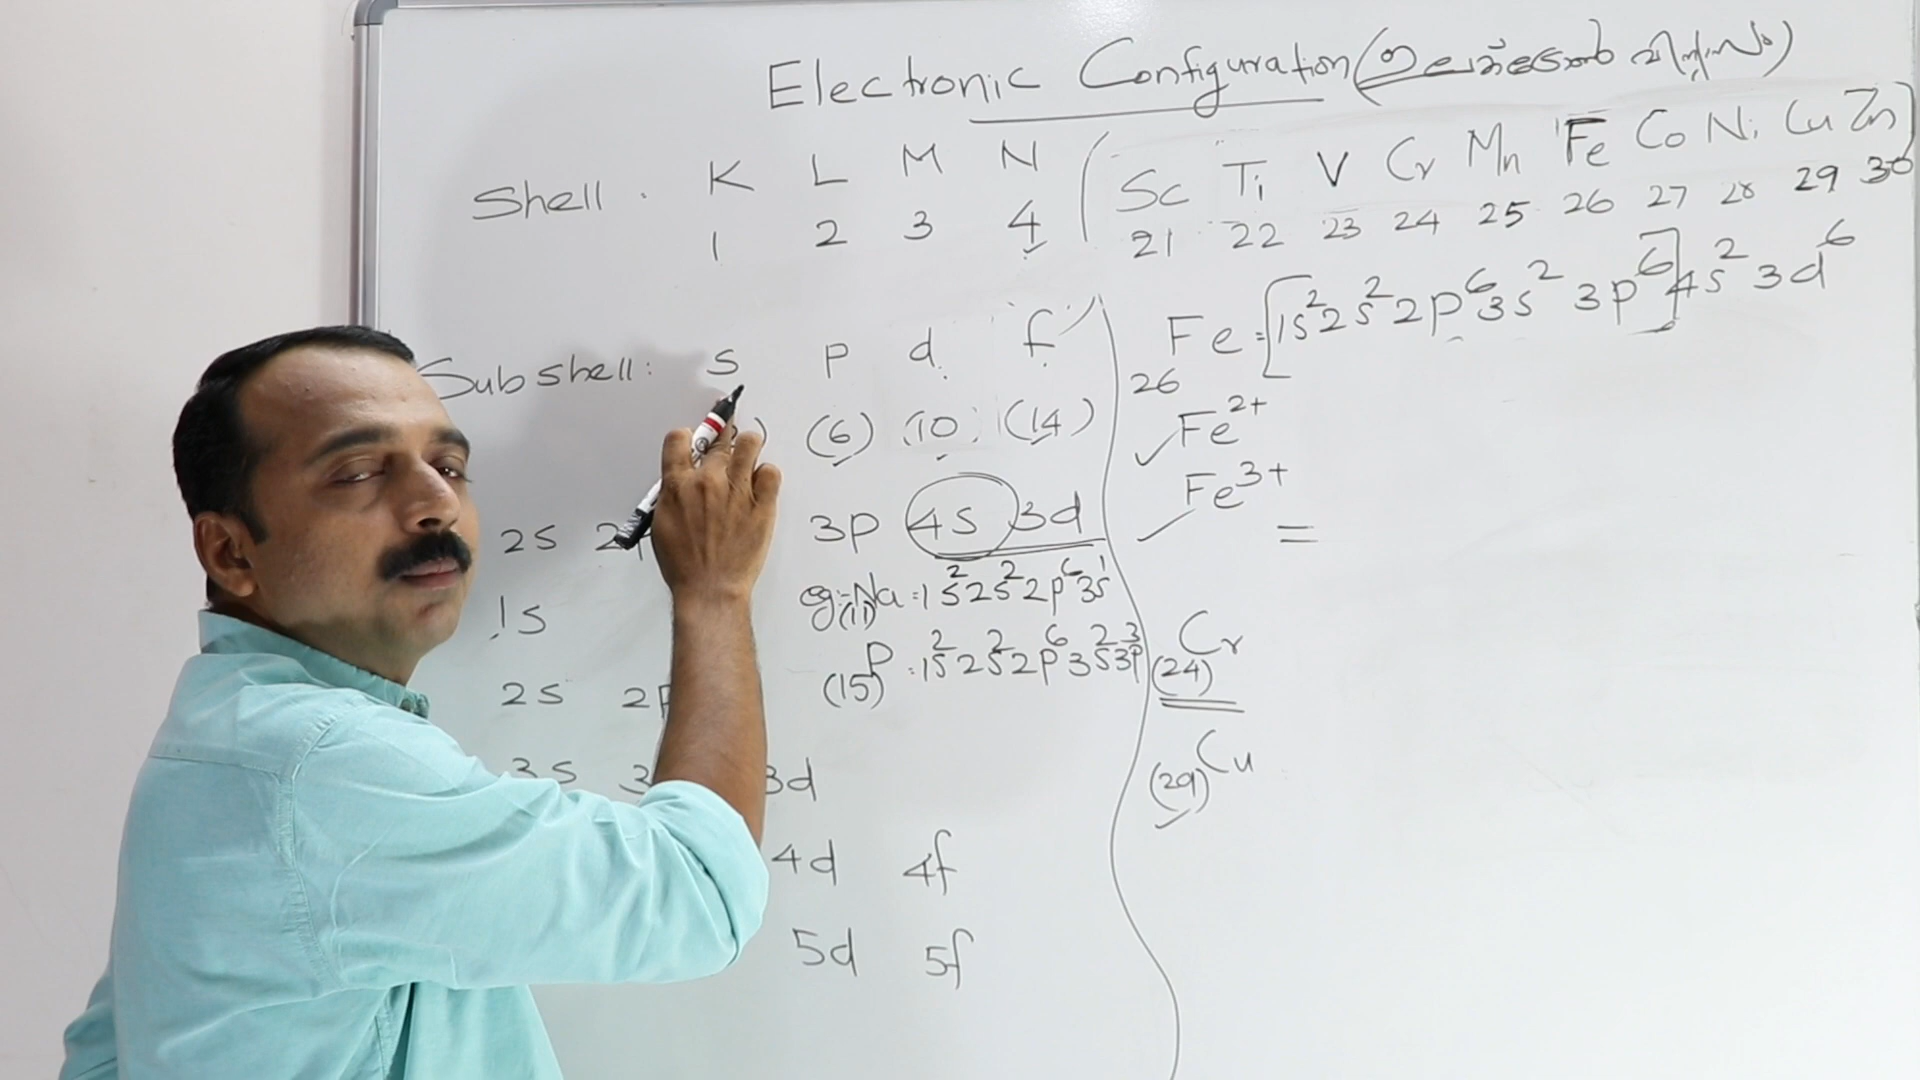 Electronic Configuration (ഇലക്ട്രോൺ വിന്യാസം)
Shell : K L M N
1 2 3 4
Sc Ti V Cr Mn Fe Co Ni Cu Zn
21 22 23 24 25 26 27 28 29 30
Subshell: s p d f
(6) (10) (14)
2s 3p 4s 3d
1s
2s
3s 3d
4d 4f
5d 5f
eg:- Na = 1s² 2s² 2p⁶ 3s¹
(11)
P = 1s² 2s² 2p⁶ 3s² 3p³
(15)
Fe = [1s² 2s² 2p⁶ 3s² 3p⁶] 4s² 3d⁶
26
Fe²⁺
Fe³⁺
=
Cr
(24)
Cu
(29)